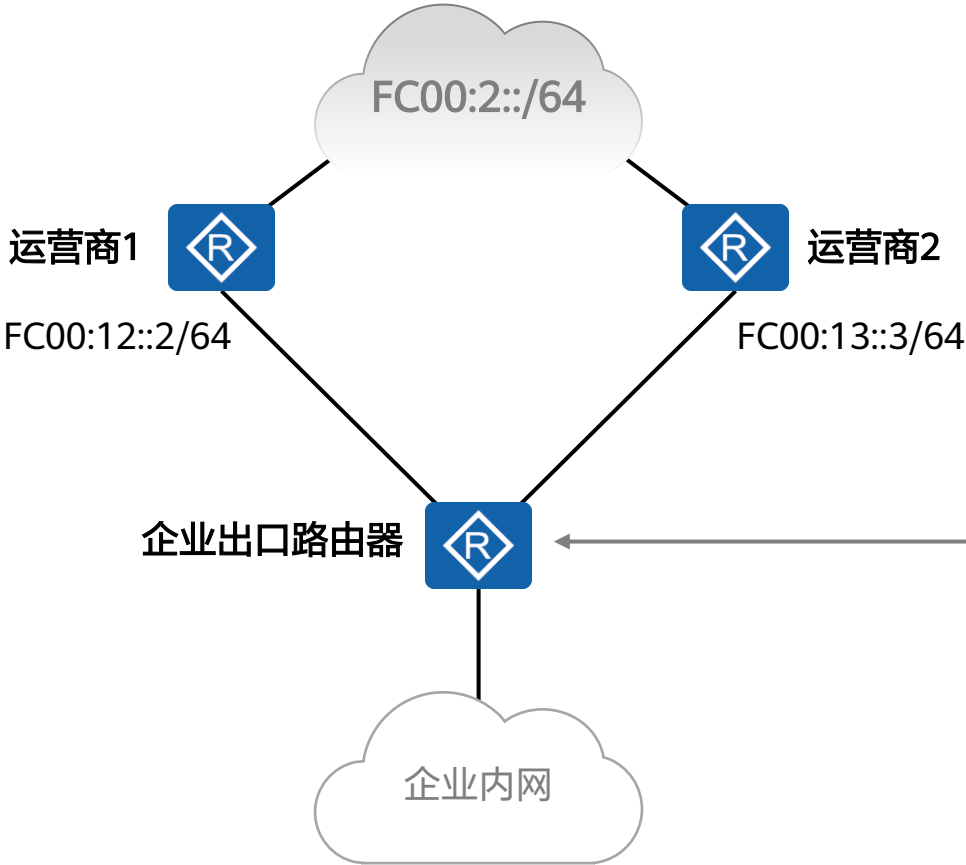 FC00:2::/64
运营商1
R
R
运营商2
FC00:12::2/64
FC00:13::3/64
企业出口路由器
R
企业内网